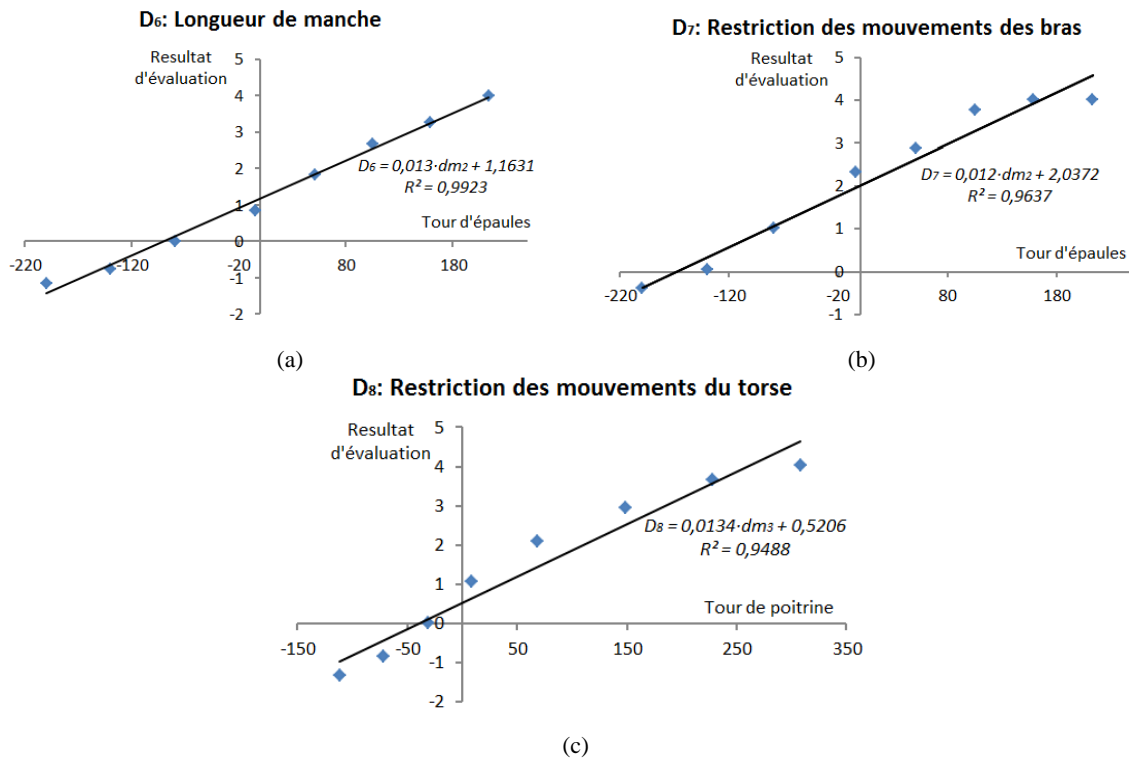 D₆: Longueur de manche
Resultat
d'évaluation
5
4
3
2
1
0
-1
-2
-220
-120
-20
80
180
D₆ = 0,013·dm₂ + 1,1631
R² = 0,9923
Tour d'épaules
(a)
D₇: Restriction des mouvements des bras
Resultat
d'évaluation
5
4
3
2
1
0
-1
-220
-120
-20
80
180
D₇ = 0,012·dm₂ + 2,0372
R² = 0,9637
Tour d'épaules
(b)
D₈: Restriction des mouvements du torse
Resultat
d'évaluation
5
4
3
2
1
0
-1
-2
-150
-50
50
150
250
350
D₈ = 0,0134·dm₃ + 0,5206
R² = 0,9488
Tour de poitrine
(c)